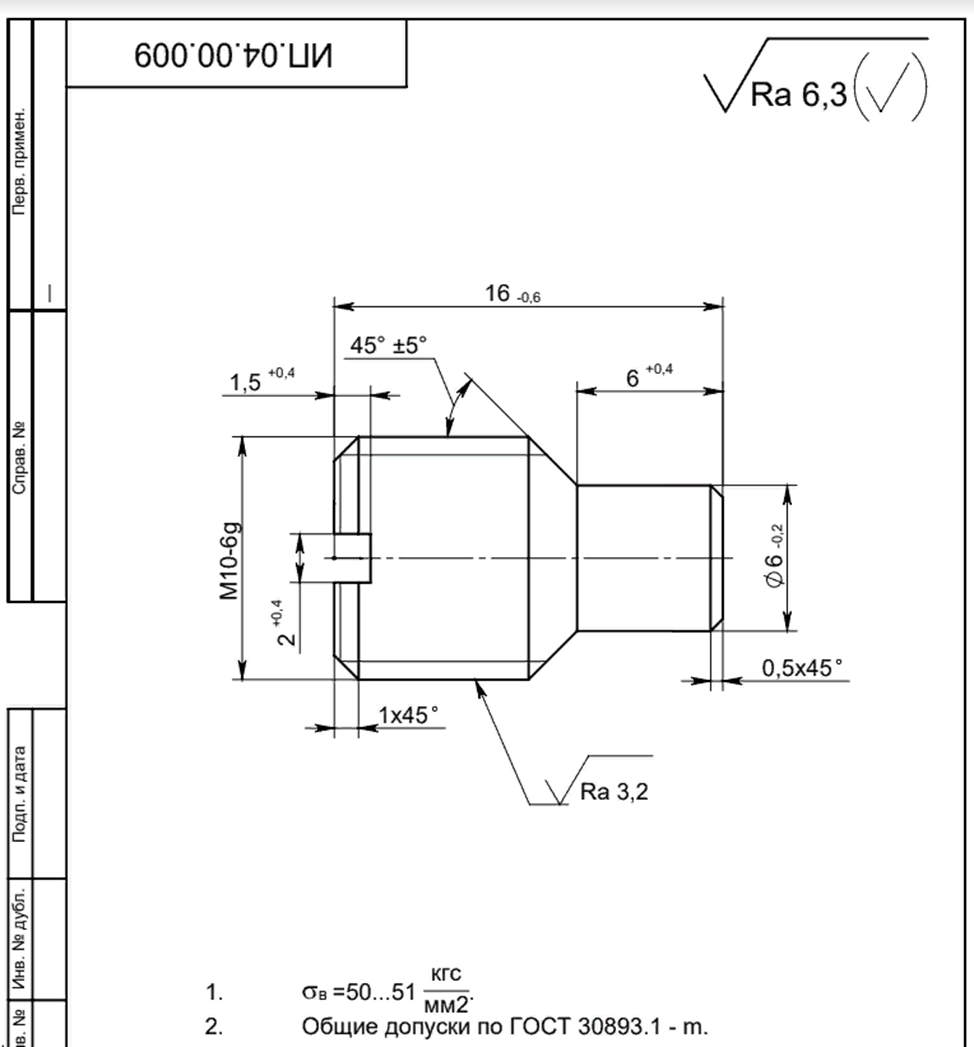 ИП.04.00.009
Ra 6,3
Перв. примен.
Справ. №
Подп. и дата
Инв. № дубл.
16 -0,6
45° ±5°
1,5 +0,4
6 +0,4
M10-6g
2 +0,4
⌀6 -0,2
0,5x45°
1x45°
Ra 3,2
1. σв =50...51 кгс/мм2.
2. Общие допуски по ГОСТ 30893.1 - m.